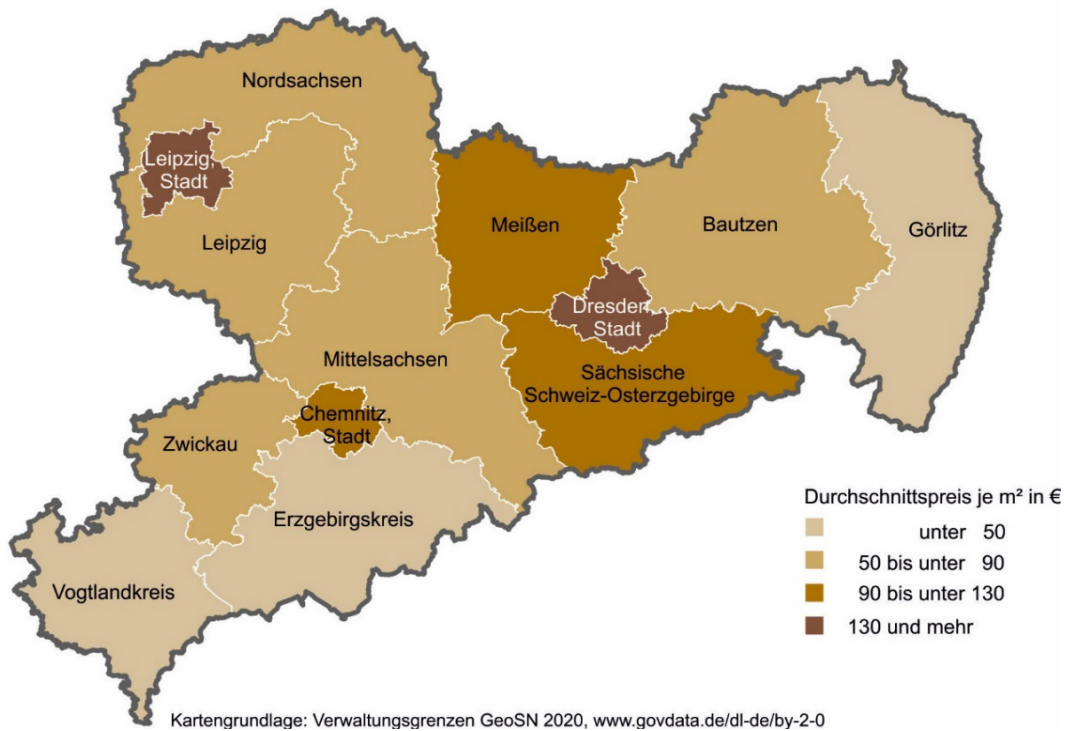 Nordsachsen
Leipzig,
Stadt
Leipzig
Meißen
Bautzen
Görlitz
Dresden
Stadt
Mittelsachsen
Sächsische
Schweiz-Osterzgebirge
Chemnitz,
Stadt
Zwickau
Erzgebirgskreis
Vogtlandkreis
Durchschnittspreis je m² in €
unter 50
50 bis unter 90
90 bis unter 130
130 und mehr
Kartengrundlage: Verwaltungsgrenzen GeoSN 2020, www.govdata.de/dl-de/by-2-0